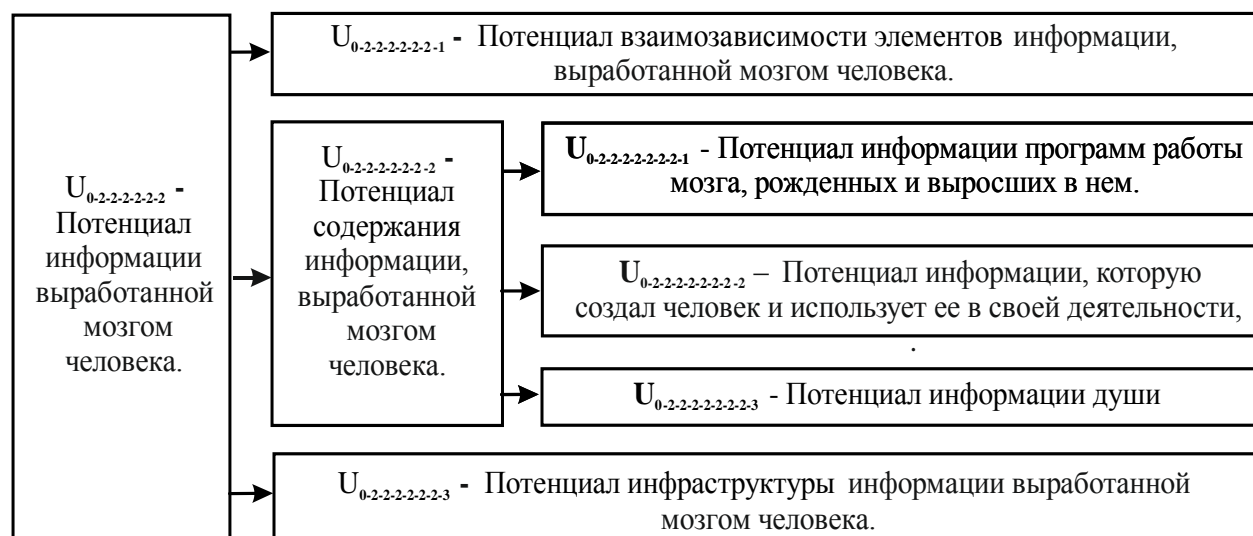 U0-2-2-2-2-2-2-1 - Потенциал взаимозависимости элементов информации,
выработанной мозгом человека.
U0-2-2-2-2-2-2 -
Потенциал
информации
выработанной
мозгом
человека.
U0-2-2-2-2-2-2-2 -
Потенциал
содержания
информации,
выработанной
мозгом
человека.
U0-2-2-2-2-2-2-2-1 - Потенциал информации программ работы
мозга, рожденных и выросших в нем.
U0-2-2-2-2-2-2-2-2 – Потенциал информации, которую
создал человек и использует ее в своей деятельности,
.
U0-2-2-2-2-2-2-2-3 - Потенциал информации души
U0-2-2-2-2-2-2-3 - Потенциал инфраструктуры информации выработанной
мозгом человека.